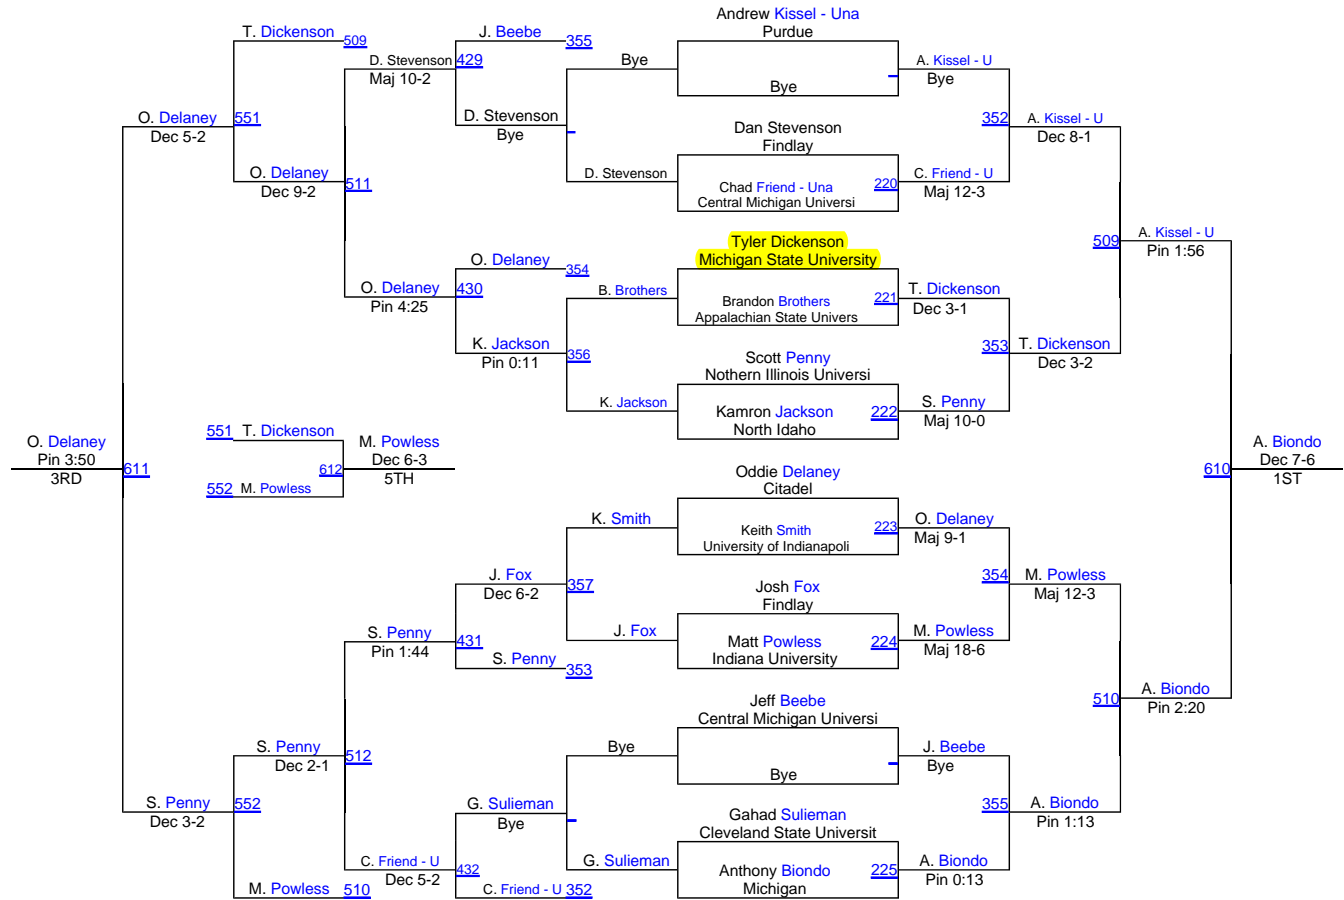 Andrew Kissel - Una
Purdue
T. Dickenson 509
J. Beebe 355
D. Stevenson 429
Maj 10-2
Bye
Bye
A. Kissel - U
Bye
O. Delaney 551
Dec 5-2
D. Stevenson
Bye
352 A. Kissel - U
Dec 8-1
Dan Stevenson
Findlay
O. Delaney 511
Dec 9-2
D. Stevenson
Chad Friend - Una 220
Central Michigan Universi
C. Friend - U
Maj 12-3
Tyler Dickenson
Michigan State University
509 A. Kissel - U
Pin 1:56
O. Delaney 354
O. Delaney 430
Pin 4:25
B. Brothers
Brandon Brothers 221
Appalachian State Univers
T. Dickenson
Dec 3-1
K. Jackson 356
Pin 0:11
353 T. Dickenson
Dec 3-2
Scott Penny
Nothern Illinois Universi
K. Jackson
Kamron Jackson 222
North Idaho
S. Penny
Maj 10-0
551 T. Dickenson
O. Delaney
Pin 3:50
3RD
611
552 M. Powless
612
M. Powless
Dec 6-3
5TH
610
A. Biondo
Dec 7-6
1ST
Oddie Delaney
Citadel
K. Smith
Keith Smith 223
University of Indianapoli
O. Delaney
Maj 9-1
J. Fox 357
Dec 6-2
354 M. Powless
Maj 12-3
Josh Fox
Findlay
S. Penny 431
Pin 1:44
J. Fox
Matt Powless 224
Indiana University
M. Powless
Maj 18-6
S. Penny 353
510 A. Biondo
Pin 2:20
Jeff Beebe
Central Michigan Universi
S. Penny 512
Dec 2-1
Bye
Bye
J. Beebe
Bye
S. Penny 552
Dec 3-2
G. Sulieman
Bye
355 A. Biondo
Pin 1:13
Gahad Sulieman
Cleveland State Universit
C. Friend - U 432
Dec 5-2
G. Sulieman
Anthony Biondo 225
Michigan
A. Biondo
Pin 0:13
M. Powless 510
C. Friend - U 352